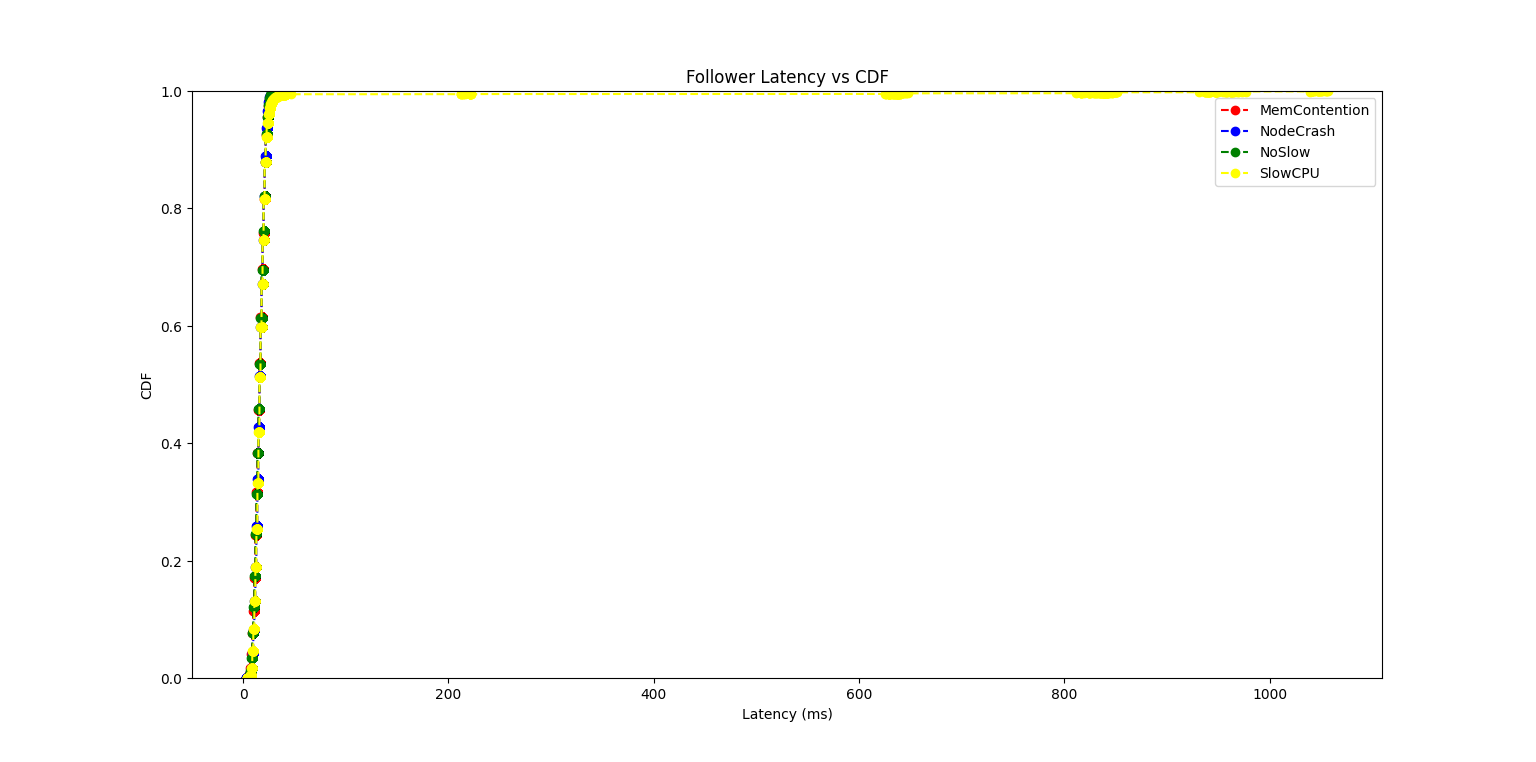 Follower Latency vs CDF
1.0
0.8
0.6
0.4
0.2
0.0
CDF
MemContention
NodeCrash
NoSlow
SlowCPU
0 200 400 600 800 1000
Latency (ms)